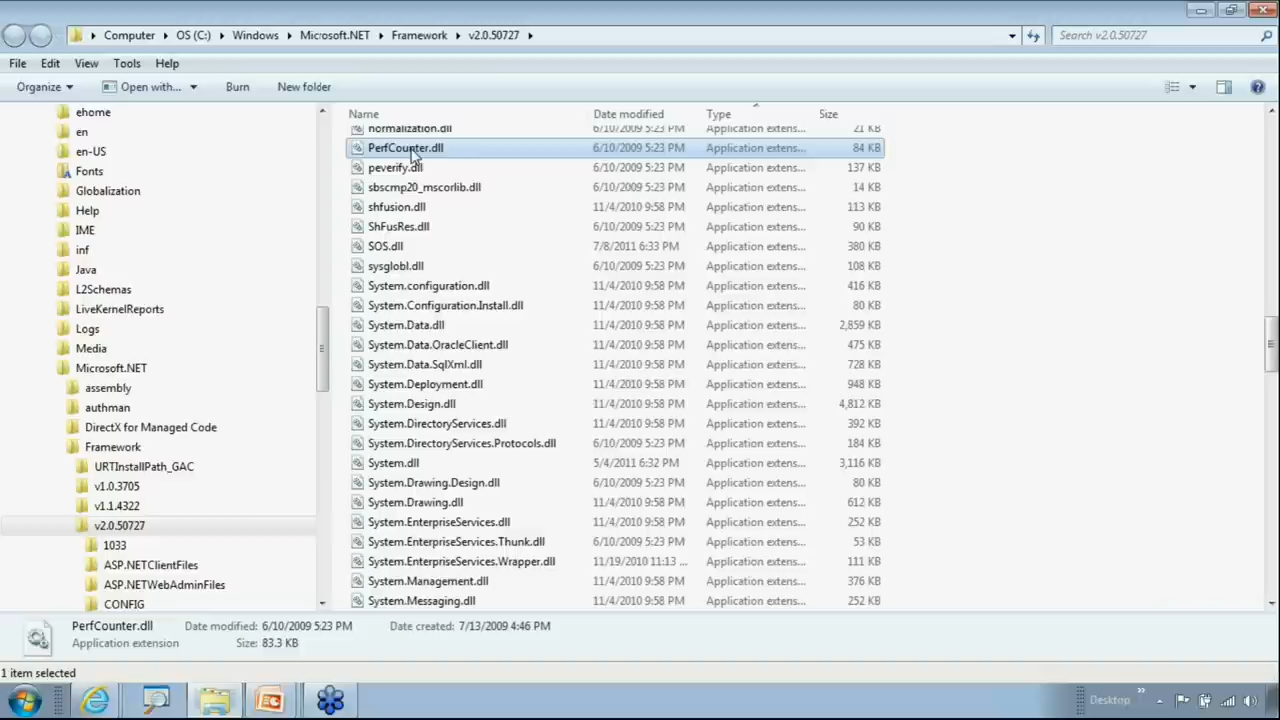 Computer OS (C:) Windows Microsoft.NET Framework v2.0.50727 Search v2.0.50727
File Edit View Tools Help
Organize Open with... Burn New folder
ehome
en
en-US
Fonts
Globalization
Help
IME
inf
Java
L2Schemas
LiveKernelReports
Logs
Media
Microsoft.NET
assembly
authman
DirectX for Managed Code
Framework
URTInstallPath_GAC
v1.0.3705
v1.1.4322
v2.0.50727
1033
ASP.NETClientFiles
ASP.NETWebAdminFiles
CONFIG
Name Date modified Type Size
normalization.dll 6/10/2009 5:23 PM Application extens... 21 KB
PerfCounter.dll 6/10/2009 5:23 PM Application extens... 84 KB
peverify.dll 6/10/2009 5:23 PM Application extens... 137 KB
sbscmp20_mscorlib.dll 6/10/2009 5:23 PM Application extens... 14 KB
shfusion.dll 11/4/2010 9:58 PM Application extens... 113 KB
ShFusRes.dll 6/10/2009 5:23 PM Application extens... 90 KB
SOS.dll 7/8/2011 6:33 PM Application extens... 380 KB
sysglobl.dll 6/10/2009 5:23 PM Application extens... 108 KB
System.configuration.dll 11/4/2010 9:58 PM Application extens... 416 KB
System.Configuration.Install.dll 11/4/2010 9:58 PM Application extens... 80 KB
System.Data.dll 11/4/2010 9:58 PM Application extens... 2,859 KB
System.Data.OracleClient.dll 11/4/2010 9:58 PM Application extens... 475 KB
System.Data.SqlXml.dll 11/4/2010 9:58 PM Application extens... 728 KB
System.Deployment.dll 11/4/2010 9:58 PM Application extens... 948 KB
System.Design.dll 11/4/2010 9:58 PM Application extens... 4,812 KB
System.DirectoryServices.dll 11/4/2010 9:58 PM Application extens... 392 KB
System.DirectoryServices.Protocols.dll 6/10/2009 5:23 PM Application extens... 184 KB
System.dll 5/4/2011 6:32 PM Application extens... 3,116 KB
System.Drawing.Design.dll 6/10/2009 5:23 PM Application extens... 80 KB
System.Drawing.dll 11/4/2010 9:58 PM Application extens... 612 KB
System.EnterpriseServices.dll 11/4/2010 9:58 PM Application extens... 252 KB
System.EnterpriseServices.Thunk.dll 6/10/2009 5:23 PM Application extens... 53 KB
System.EnterpriseServices.Wrapper.dll 11/19/2010 11:13 ... Application extens... 111 KB
System.Management.dll 11/4/2010 9:58 PM Application extens... 376 KB
System.Messaging.dll 11/4/2010 9:58 PM Application extens... 252 KB
PerfCounter.dll Date modified: 6/10/2009 5:23 PM Date created: 7/13/2009 4:46 PM
Application extension Size: 83.3 KB
1 item selected
Desktop